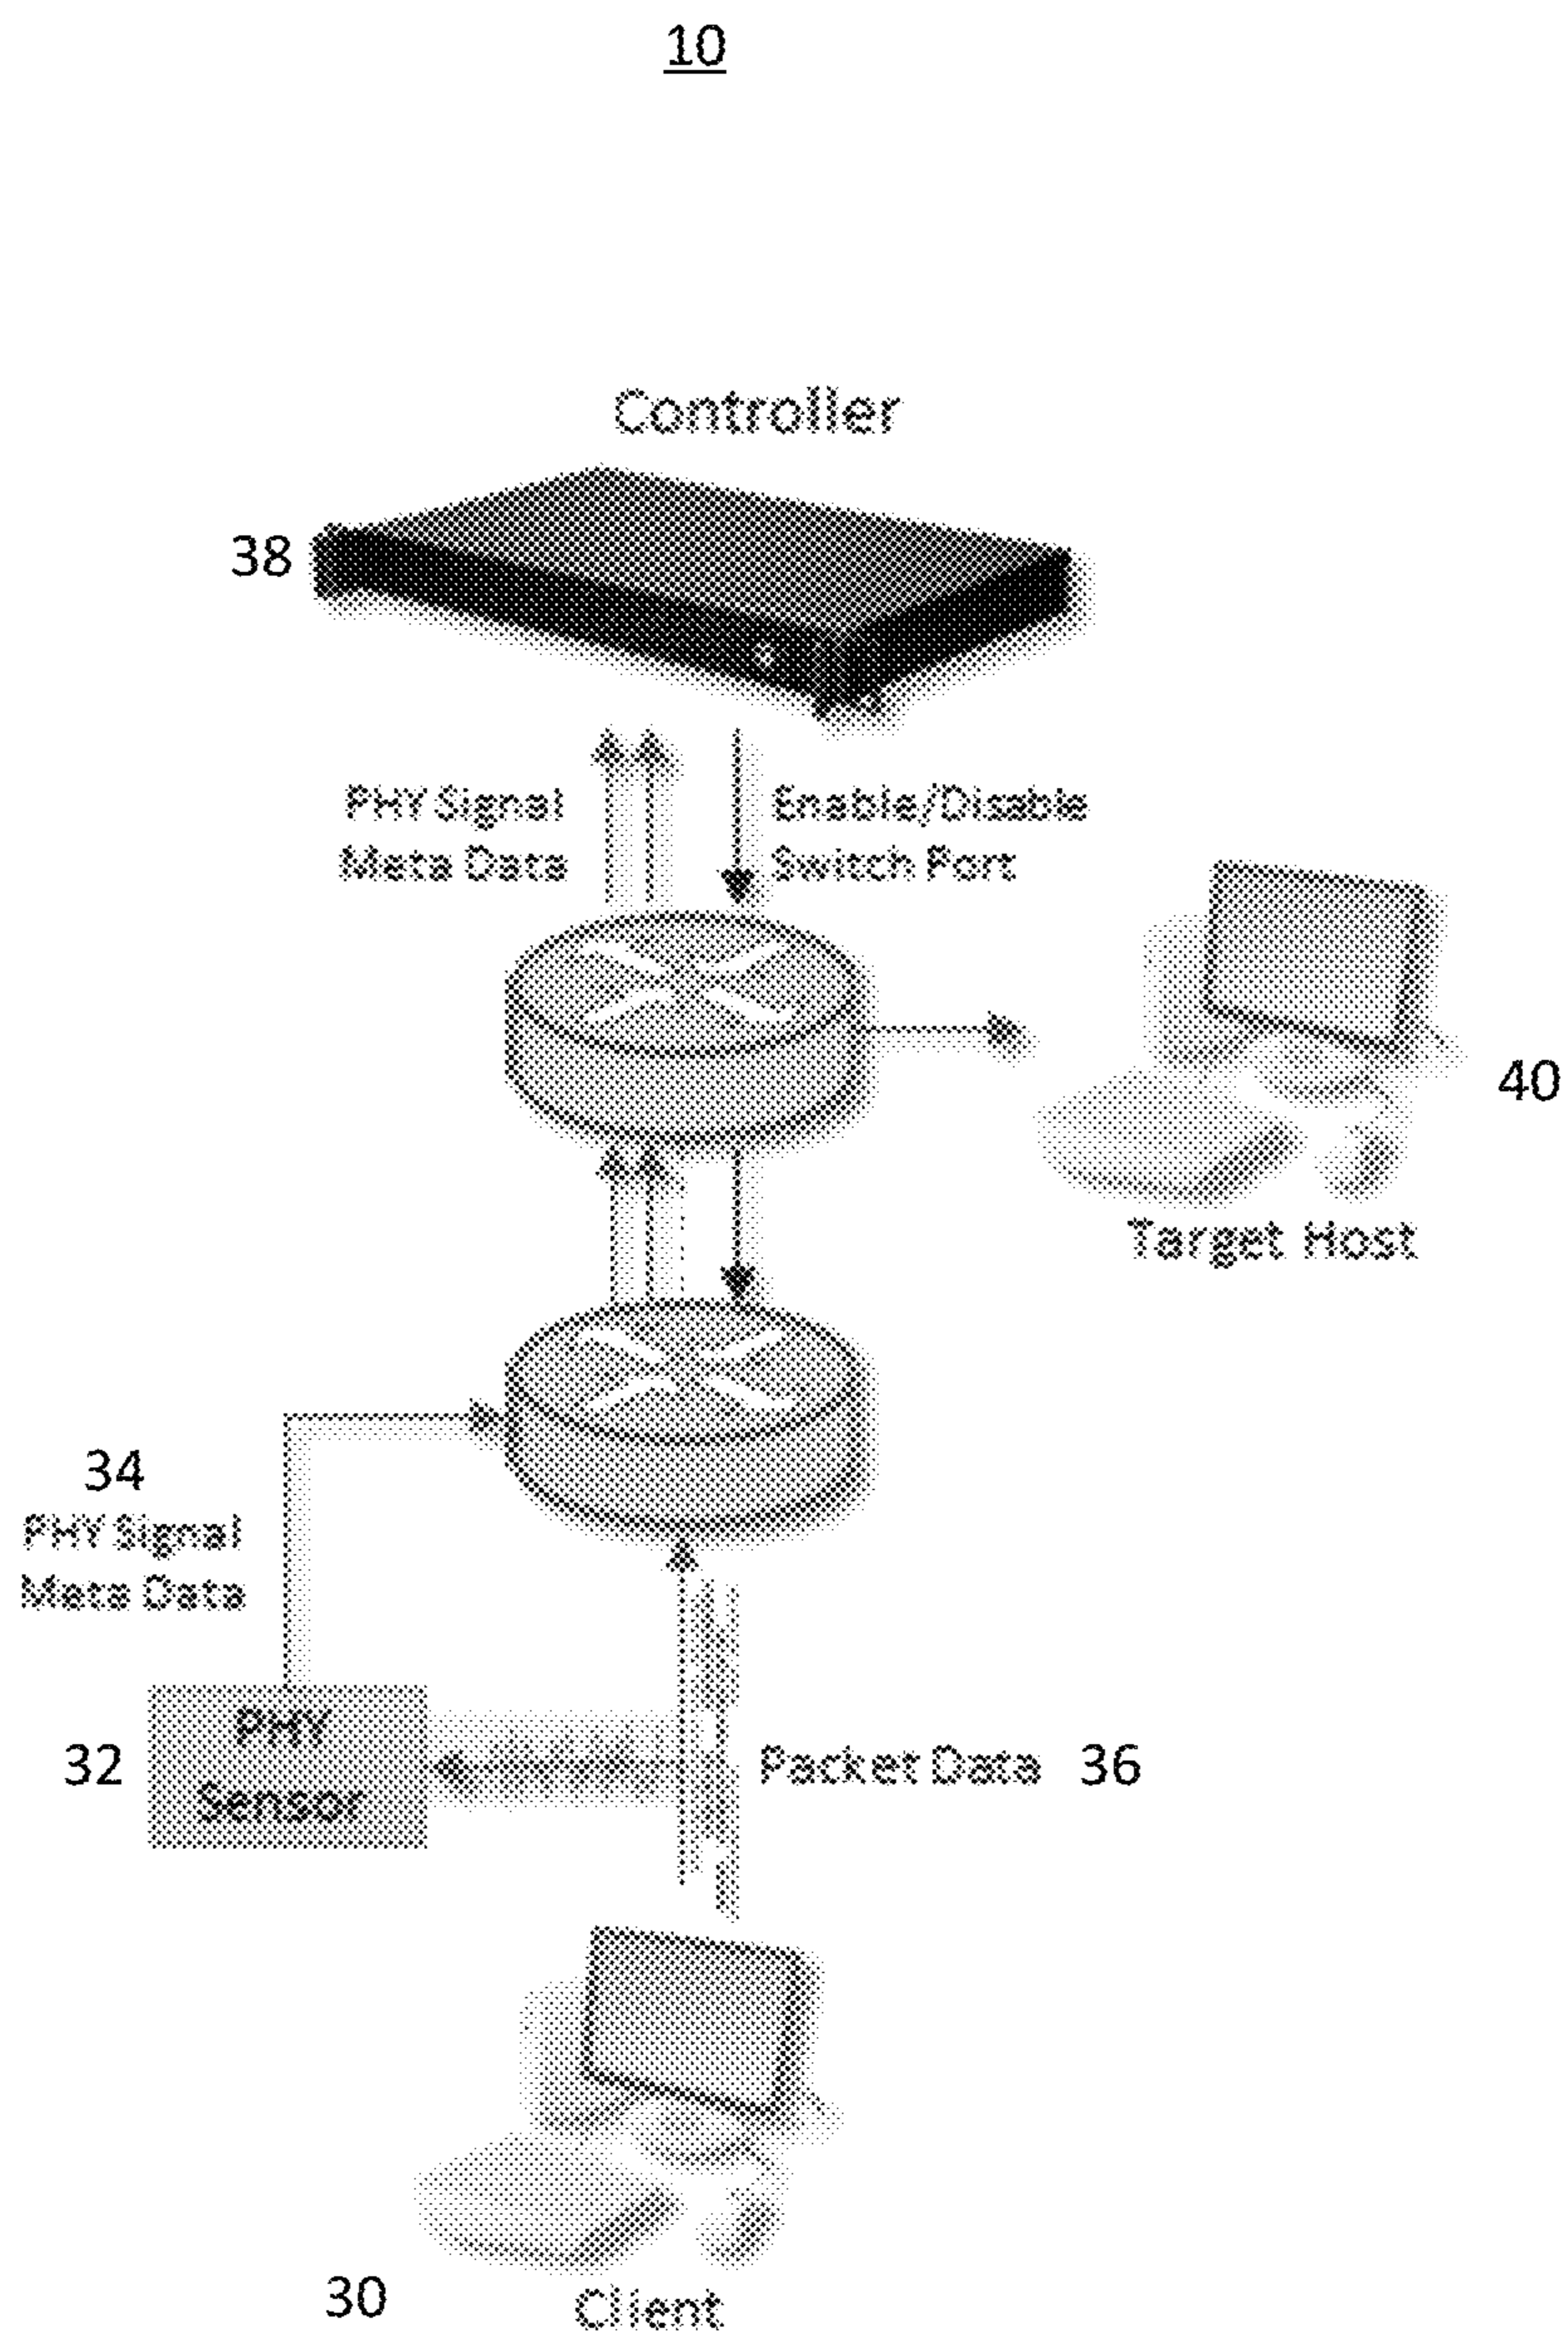 10
Controller
38
PHY Signal
Meta Data
Enable/Disable
Switch Port
40
Target Host
34
PHY Signal
Meta Data
32
PHY
Sensor
Packet Data 36
30
Client